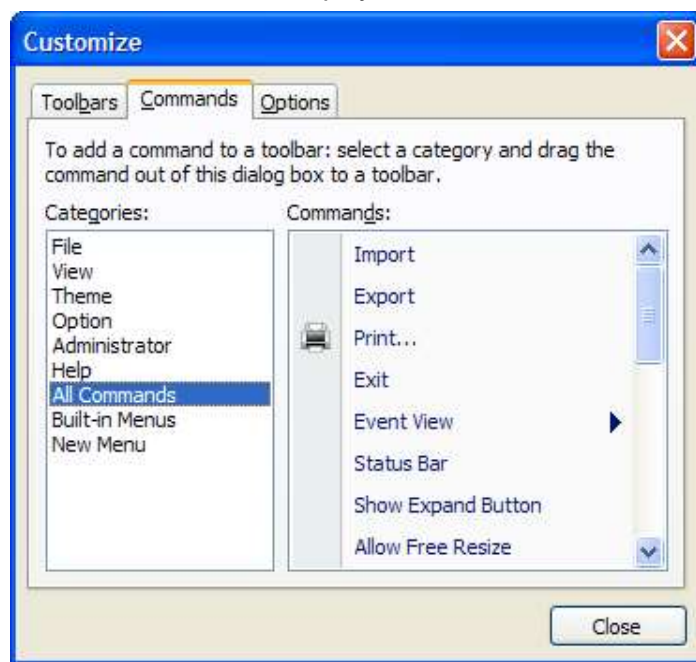 Customize
Toolbars Commands Options
To add a command to a toolbar: select a category and drag the
command out of this dialog box to a toolbar.
Categories:
File
View
Theme
Option
Administrator
Help
All Commands
Built-in Menus
New Menu
Commands:
Import
Export
Print...
Exit
Event View
Status Bar
Show Expand Button
Allow Free Resize
Close